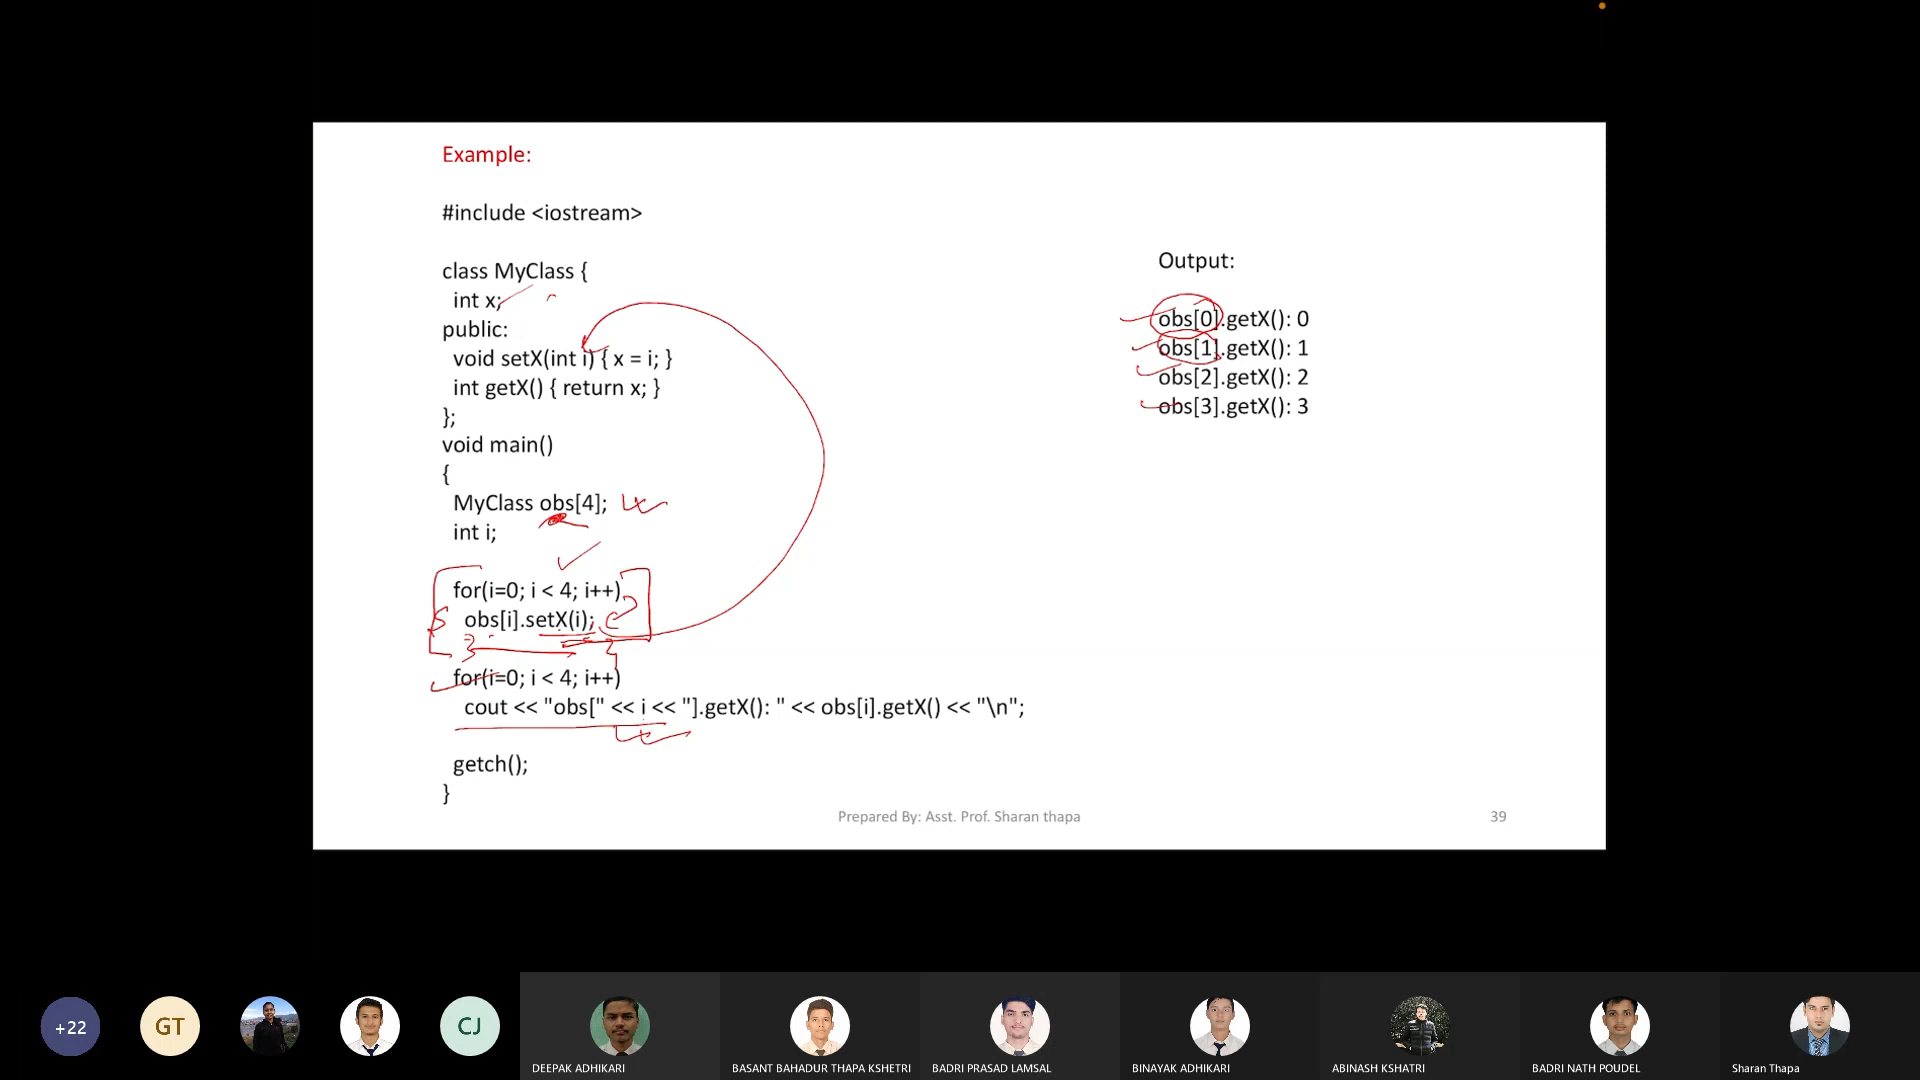 Example:
#include <iostream>
class MyClass {
int x;
public:
void setX(int i) { x = i; }
int getX() { return x; }
};
void main()
{
MyClass obs[4];
int i;
for(i=0; i < 4; i++)
obs[i].setX(i);
for(i=0; i < 4; i++)
cout << "obs[" << i << "].getX(): " << obs[i].getX() << "\n";
getch();
}
Output:
obs[0].getX(): 0
obs[1].getX(): 1
obs[2].getX(): 2
obs[3].getX(): 3
Prepared By: Asst. Prof. Sharan thapa
39
+22
GT
CJ
DEEPAK ADHIKARI
BASANT BAHADUR THAPA KSHETRI
BADRI PRASAD LAMSAL
BINAYAK ADHIKARI
ABINASH KSHATRI
BADRI NATH POUDEL
Sharan Thapa